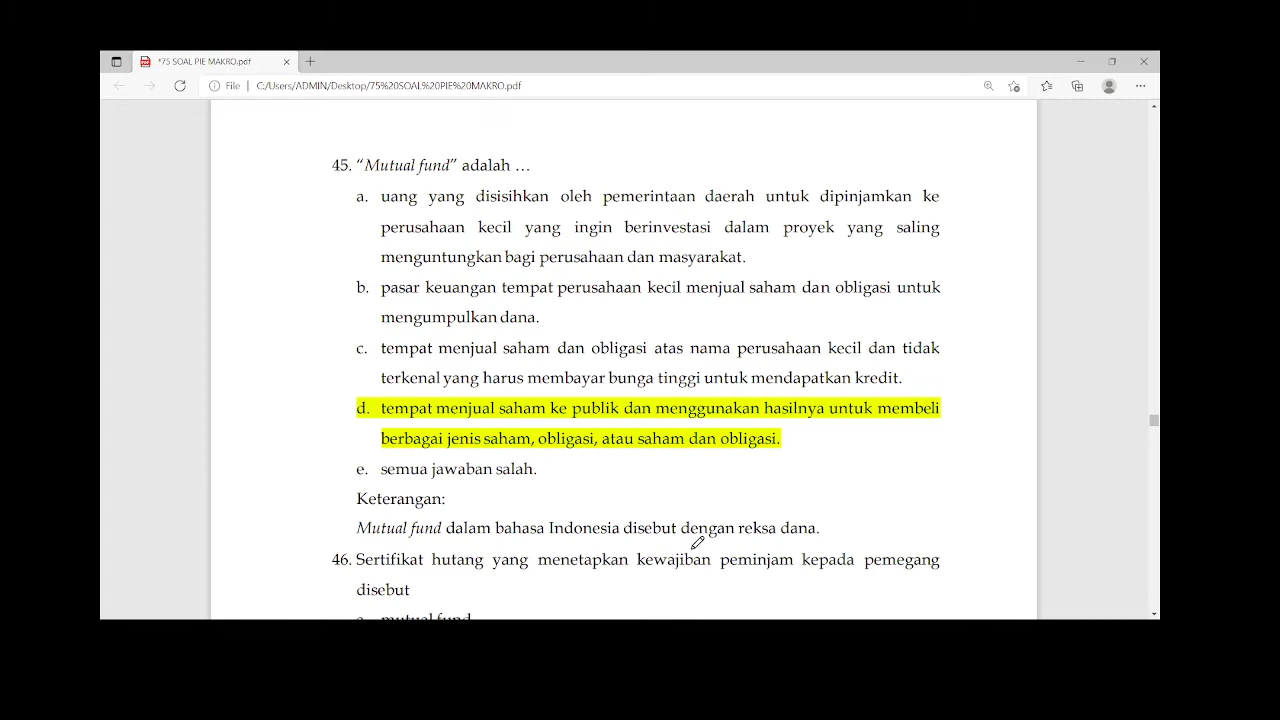 *75 SOAL PIE MAKRO.pdf
File | C:/Users/ADMIN/Desktop/75%20SOAL%20PIE%20MAKRO.pdf
45. “Mutual fund” adalah …
a. uang yang disisihkan oleh pemerintaan daerah untuk dipinjamkan ke
perusahaan kecil yang ingin berinvestasi dalam proyek yang saling
menguntungkan bagi perusahaan dan masyarakat.
b. pasar keuangan tempat perusahaan kecil menjual saham dan obligasi untuk
mengumpulkan dana.
c. tempat menjual saham dan obligasi atas nama perusahaan kecil dan tidak
terkenal yang harus membayar bunga tinggi untuk mendapatkan kredit.
d. tempat menjual saham ke publik dan menggunakan hasilnya untuk membeli
berbagai jenis saham, obligasi, atau saham dan obligasi.
e. semua jawaban salah.
Keterangan:
Mutual fund dalam bahasa Indonesia disebut dengan reksa dana.
46. Sertifikat hutang yang menetapkan kewajiban peminjam kepada pemegang
disebut
a. mutual fund